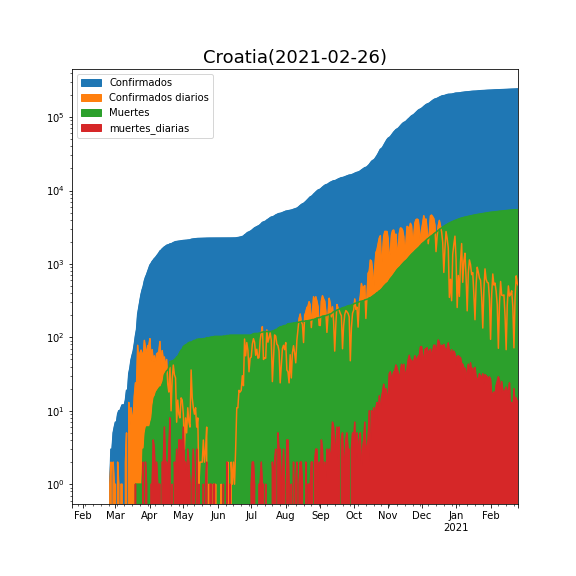 Croatia(2021-02-26)
Confirmados
Confirmados diarios
Muertes
muertes_diarias
10⁵
10⁴
10³
10²
10¹
10⁰
Feb Mar Apr May Jun Jul Aug Sep Oct Nov Dec Jan Feb
2021